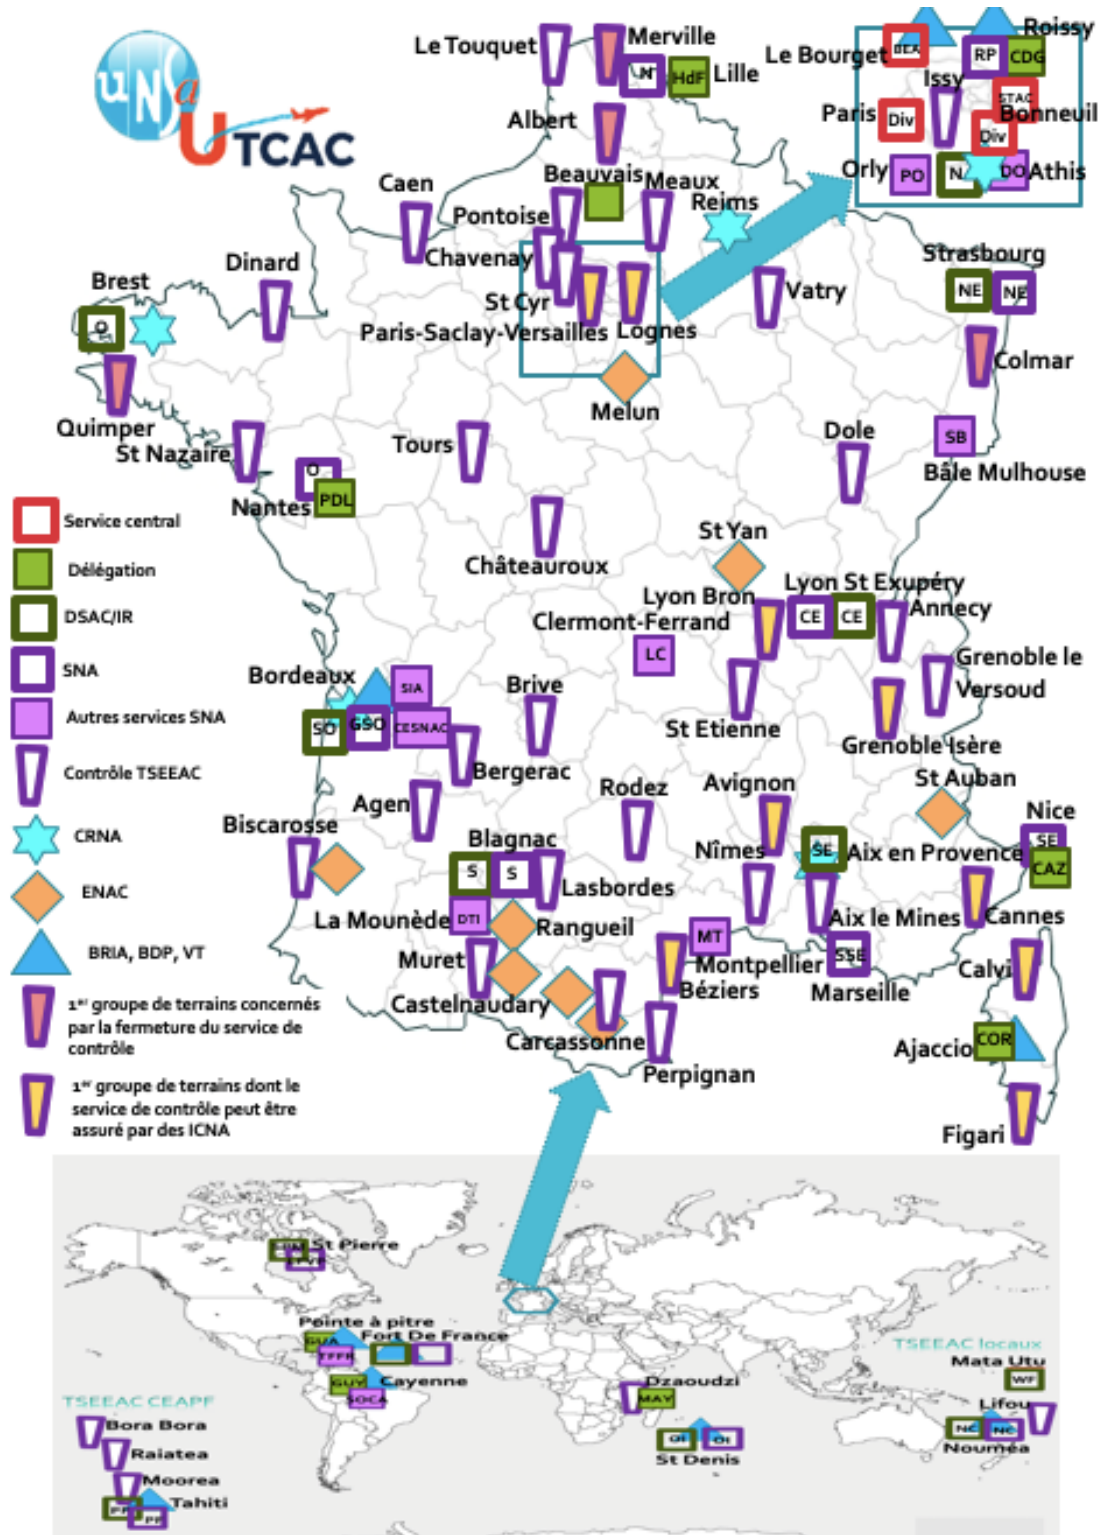 uNsa
UTCAC
Le Touquet
Merville
N
HdF
Lille
Albert
Beauvais
Meaux
Reims
Caen
Pontoise
Chavenay
St Cyr
Paris-Saclay-Versailles
Lognes
Melun
Vatry
Dinard
Brest
O
Quimper
St Nazaire
O
PDL
Nantes
Tours
Châteauroux
Le Bourget
BEA
Roissy
RP
CDG
Issy
STAC
Bonneuil
Paris
Div
Div
Orly
PO
DO
Athis
Strasbourg
NE
NE
Colmar
Dole
SB
Bâle Mulhouse
St Yan
Lyon Bron
Lyon St Exupéry
CE
CE
Annecy
Clermont-Ferrand
LC
Grenoble le
Versoud
St Etienne
Grenoble Isère
Bordeaux
SIA
SO
GSO
CESNAC
Bergerac
Brive
Agen
Rodez
Avignon
St Auban
Nice
SE
CAZ
Biscarosse
Blagnac
S
S
Lasbordes
Nîmes
SE
Aix en Provence
Aix le Mines
Cannes
La Mounède
DTI
Rangueil
MT
Montpellier
SSE
Marseille
Muret
Castelnaudary
Béziers
Calvi
Carcassonne
Perpignan
Ajaccio
COR
Figari
Service central
Délégation
DSAC/IR
SNA
Autres services SNA
Contrôle TSEEAC
CRNA
ENAC
BRIA, BDP, VT
1er groupe de terrains concernés
par la fermeture du service de
contrôle
1er groupe de terrains dont le
service de contrôle peut être
assuré par des ICNA
St Pierre
Pointe à pitre
GUA
Fort De France
TFFR
GUY
Cayenne
SOCA
TSEEAC CEAPF
Bora Bora
Raiatea
Moorea
Tahiti
PF
Dzaoudzi
MAY
OI
OI
St Denis
TSEEAC locaux
Mata Utu
WF
Lifou
NC
NC
Nouméa